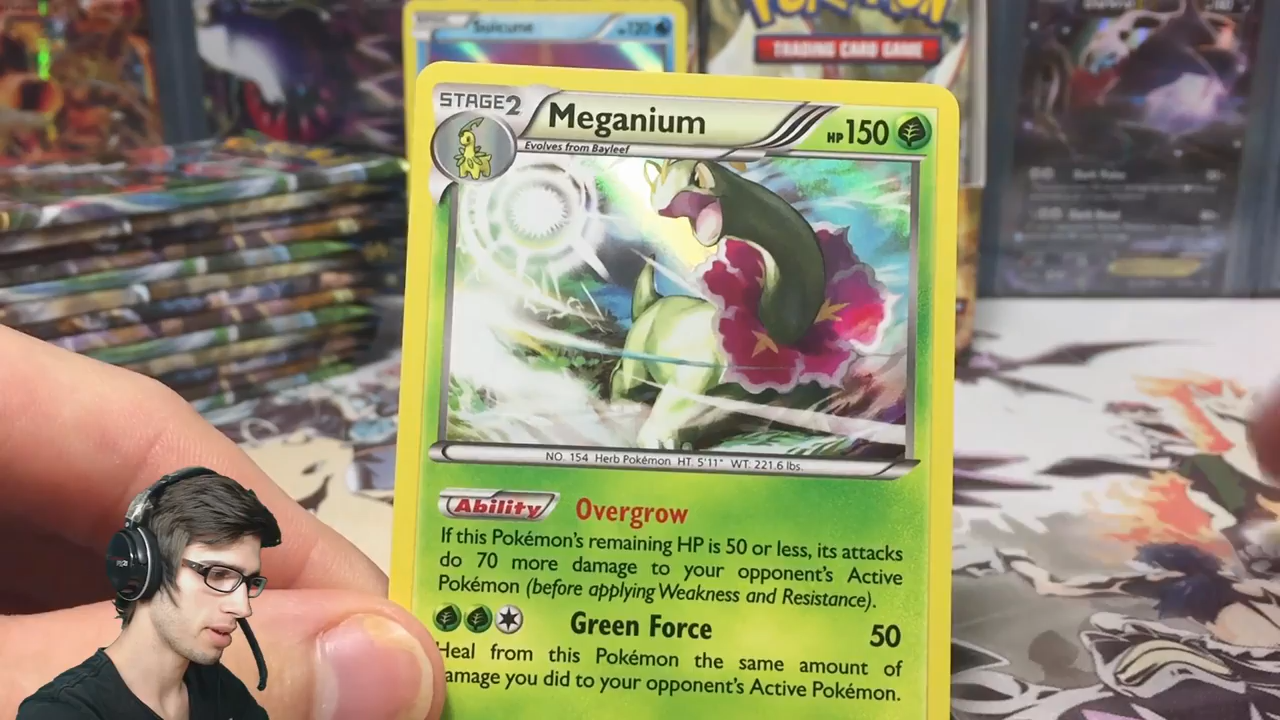 Suicune HP120
POKÉMON
TRADING CARD GAME
STAGE2 Meganium HP150
Evolves from Bayleef
NO. 154 Herb Pokémon HT: 5'11" WT: 221.6 lbs.
Ability Overgrow
If this Pokémon's remaining HP is 50 or less, its attacks
do 70 more damage to your opponent's Active
Pokémon (before applying Weakness and Resistance).
Green Force 50
Heal from this Pokémon the same amount of
damage you did to your opponent's Active Pokémon.